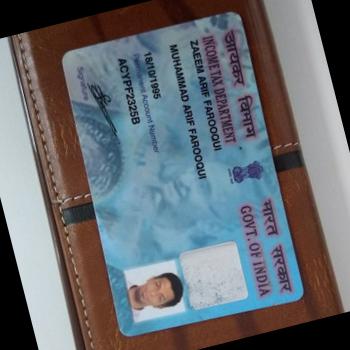 आयकर विभाग
INCOME TAX DEPARTMENT
भारत सरकार
GOVT. OF INDIA
ZAEEM ARIF FAROOQUI
MUHAMMAD ARIF FAROOQUI
18/10/1995
Permanent Account Number
ACYPF2325B
Signature